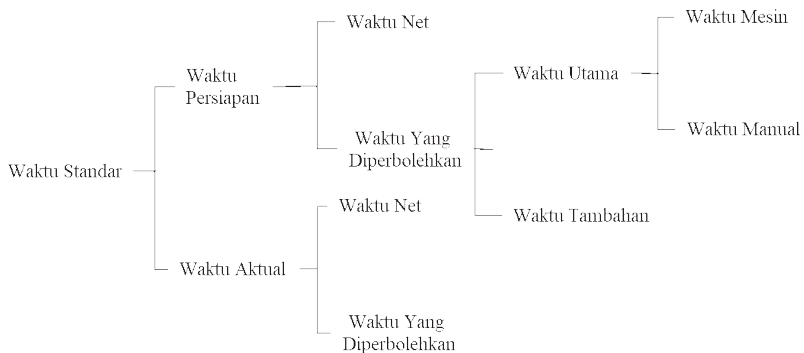 Waktu Standar
Waktu
Persiapan
Waktu Aktual
Waktu Net
Waktu Yang
Diperbolehkan
Waktu Net
Waktu Yang
Diperbolehkan
Waktu Utama
Waktu Tambahan
Waktu Mesin
Waktu Manual